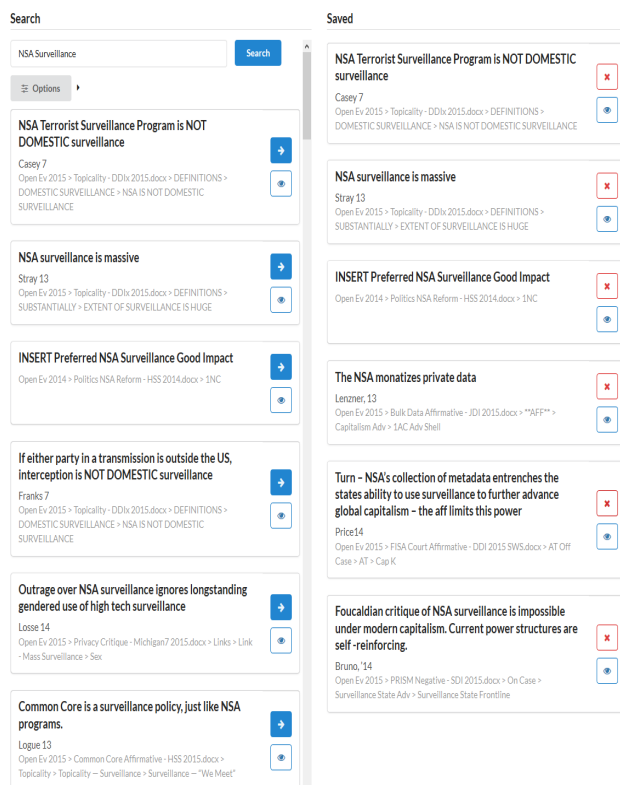 Search
NSA Surveillance
Search
Options
NSA Terrorist Surveillance Program is NOT
DOMESTIC surveillance
Casey 7
Open Ev 2015 > Topicality - DDIx 2015.docx > DEFINITIONS >
DOMESTIC SURVEILLANCE > NSA IS NOT DOMESTIC
SURVEILLANCE
NSA surveillance is massive
Stray 13
Open Ev 2015 > Topicality - DDIx 2015.docx > DEFINITIONS >
SUBSTANTIALLY > EXTENT OF SURVEILLANCE IS HUGE
INSERT Preferred NSA Surveillance Good Impact
Open Ev 2014 > Politics NSA Reform - HSS 2014.docx > 1NC
If either party in a transmission is outside the US,
interception is NOT DOMESTIC surveillance
Franks 7
Open Ev 2015 > Topicality - DDIx 2015.docx > DEFINITIONS >
DOMESTIC SURVEILLANCE > NSA IS NOT DOMESTIC
SURVEILLANCE
Outrage over NSA surveillance ignores longstanding
gendered use of high tech surveillance
Losse 14
Open Ev 2015 > Privacy Critique - Michigan7 2015.docx > Links > Link
- Mass Surveillance > Sex
Common Core is a surveillance policy, just like NSA
programs.
Logue 13
Open Ev 2015 > Common Core Affirmative - HSS 2015.docx >
Topicality > Topicality — Surveillance > Surveillance — "We Meet"
Saved
NSA Terrorist Surveillance Program is NOT DOMESTIC
surveillance
Casey 7
Open Ev 2015 > Topicality - DDIx 2015.docx > DEFINITIONS >
DOMESTIC SURVEILLANCE > NSA IS NOT DOMESTIC SURVEILLANCE
NSA surveillance is massive
Stray 13
Open Ev 2015 > Topicality - DDIx 2015.docx > DEFINITIONS >
SUBSTANTIALLY > EXTENT OF SURVEILLANCE IS HUGE
INSERT Preferred NSA Surveillance Good Impact
Open Ev 2014 > Politics NSA Reform - HSS 2014.docx > 1NC
The NSA monatizes private data
Lenzner, 13
Open Ev 2015 > Bulk Data Affirmative - JDI 2015.docx > **AFF** >
Capitalism Adv > 1AC Adv Shell
Turn – NSA's collection of metadata entrenches the
states ability to use surveillance to further advance
global capitalism – the aff limits this power
Price14
Open Ev 2015 > FISA Court Affirmative - DDI 2015 SWS.docx > AT Off
Case > AT > Cap K
Foucaldian critique of NSA surveillance is impossible
under modern capitalism. Current power structures are
self -reinforcing.
Bruno, '14
Open Ev 2015 > PRISM Negative - SDI 2015.docx > On Case >
Surveillance State Adv > Surveillance State Frontline